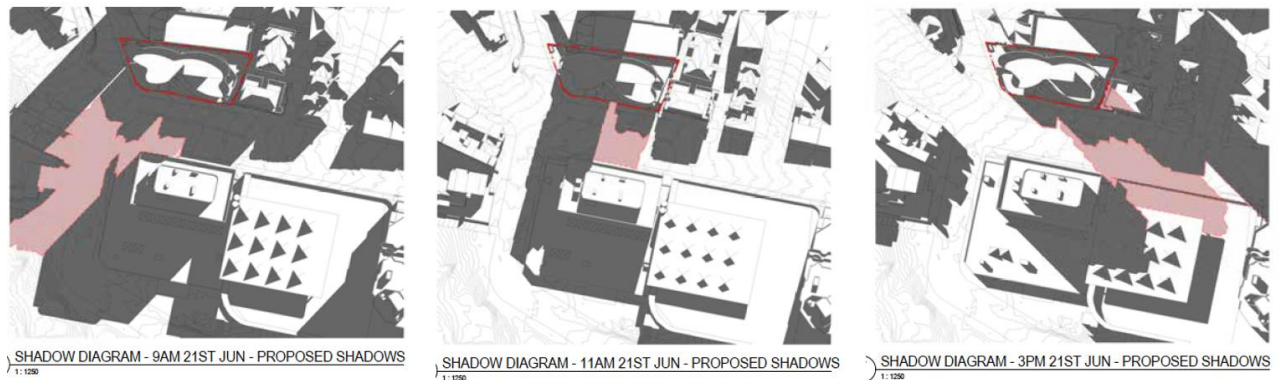 SHADOW DIAGRAM - 9AM 21ST JUN - PROPOSED SHADOWS
1 : 1250
SHADOW DIAGRAM - 11AM 21ST JUN - PROPOSED SHADOWS
1 : 1250
SHADOW DIAGRAM - 3PM 21ST JUN - PROPOSED SHADOWS
1 : 1250